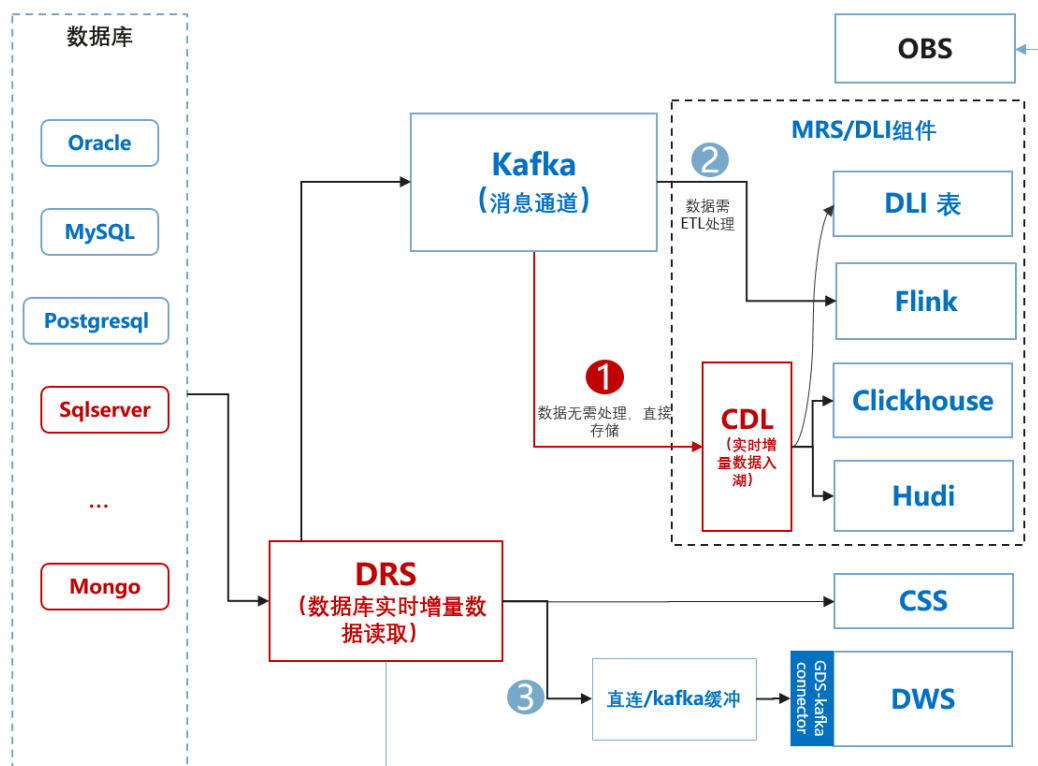 数据库
Oracle
MySQL
Postgresql
Sqlserver
...
Mongo
DRS
(数据库实时增量数
据读取)
Kafka
(消息通道)
1
数据无需处理，直接
存储
2
数据需
ETL处理
3
直连/kafka缓冲
OBS
MRS/DLI组件
DLI 表
Flink
CDL
(实时增
量数据入
湖)
Clickhouse
Hudi
CSS
GDS-kafka
connector
DWS